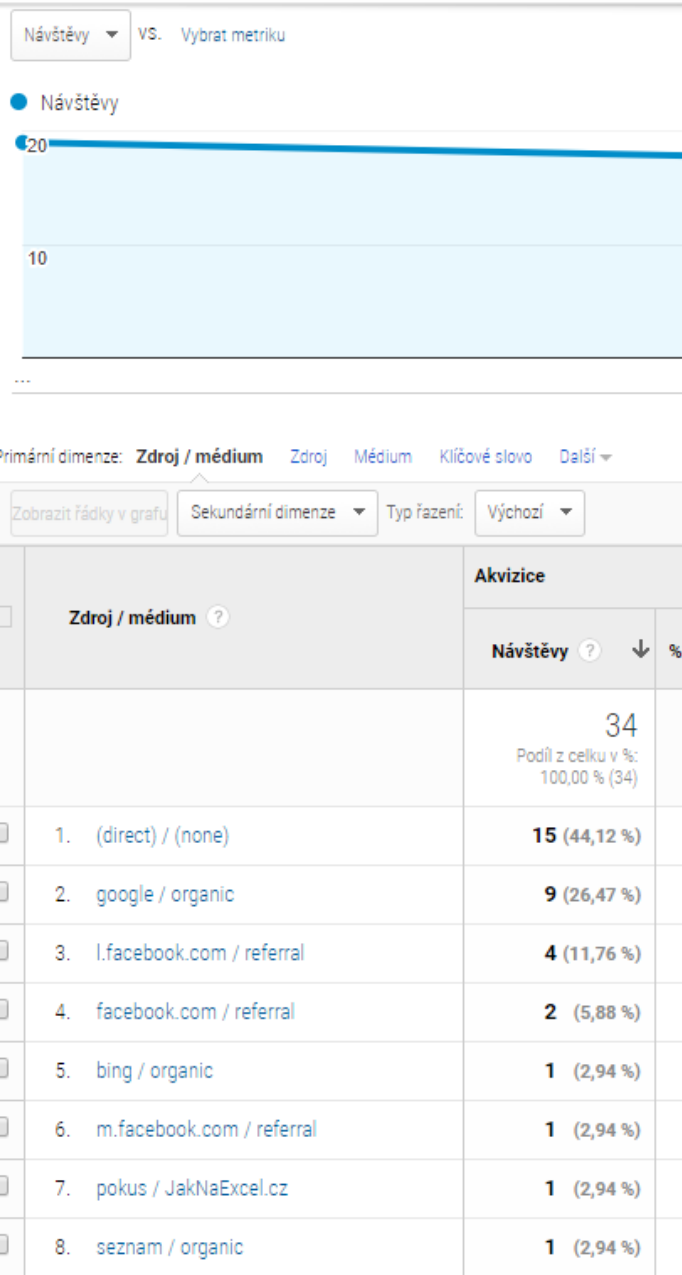 Návštěvy VS. Vybrat metriku
Návštěvy
20
10
...
Primární dimenze: Zdroj / médium Zdroj Médium Klíčové slovo Další
Zobrazit řádky v grafu Sekundární dimenze Typ řazení: Výchozí
Akvizice
Zdroj / médium ?
Návštěvy ? %
34
Podíl z celku v %:
100,00 % (34)
1. (direct) / (none) 15 (44,12 %)
2. google / organic 9 (26,47 %)
3. l.facebook.com / referral 4 (11,76 %)
4. facebook.com / referral 2 (5,88 %)
5. bing / organic 1 (2,94 %)
6. m.facebook.com / referral 1 (2,94 %)
7. pokus / JakNaExcel.cz 1 (2,94 %)
8. seznam / organic 1 (2,94 %)